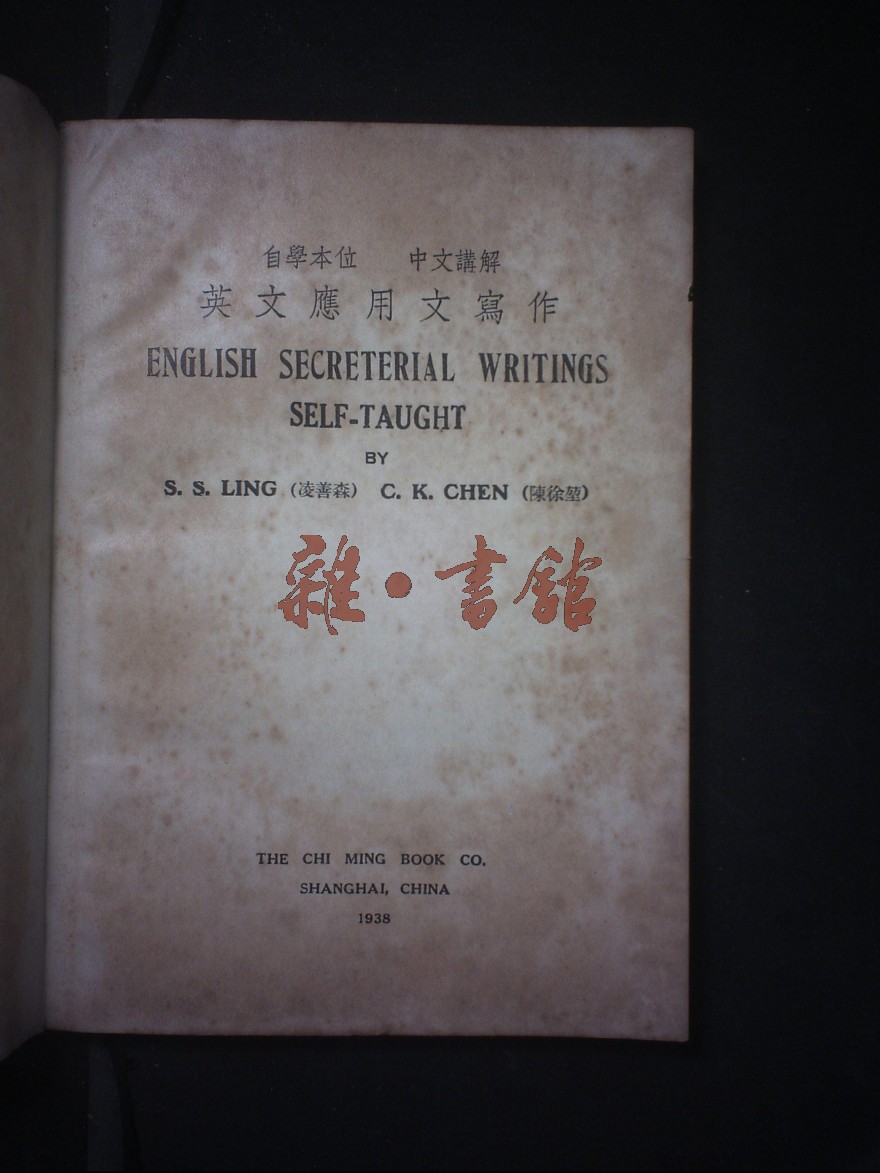 自學本位 中文講解
英文應用文寫作
ENGLISH SECRETERIAL WRITINGS
SELF-TAUGHT
BY
S. S. LING (凌善森) C. K. CHEN (陳徐堃)
雜·書館
THE CHI MING BOOK CO.
SHANGHAI, CHINA
1938